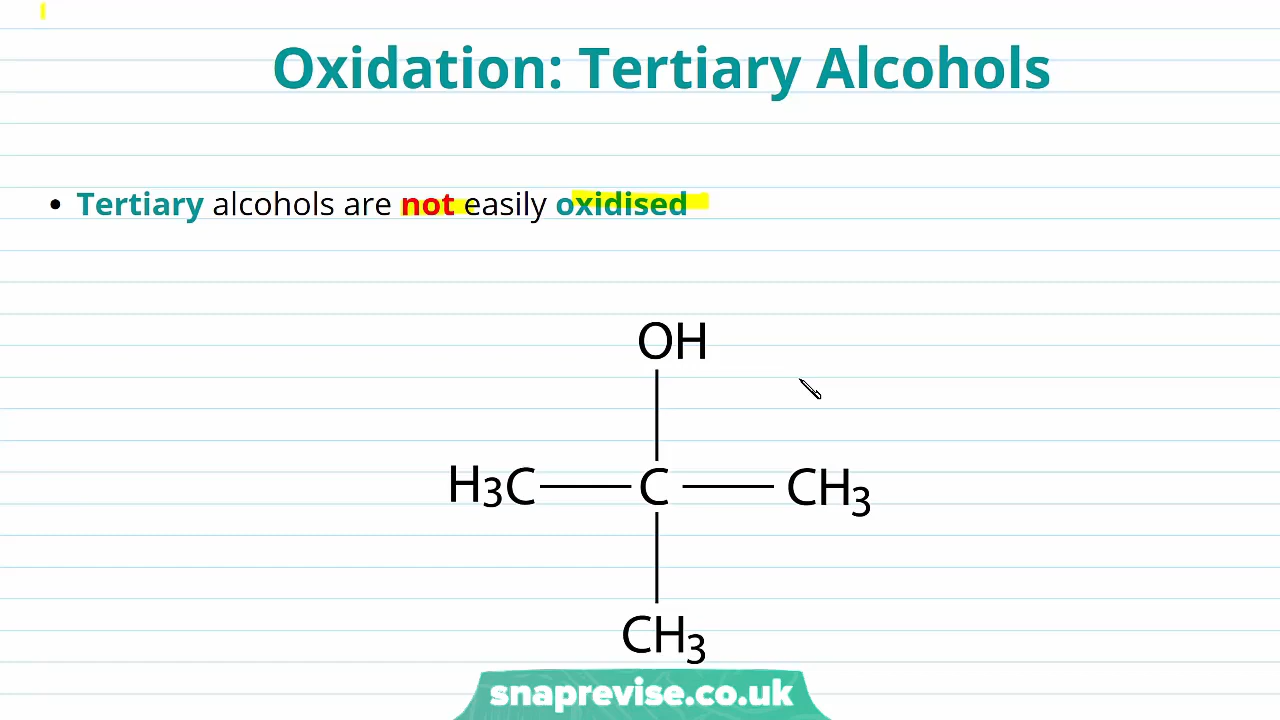 Oxidation: Tertiary Alcohols
• Tertiary alcohols are not easily oxidised
OH
H3C C CH3
CH3
snaprevise.co.uk